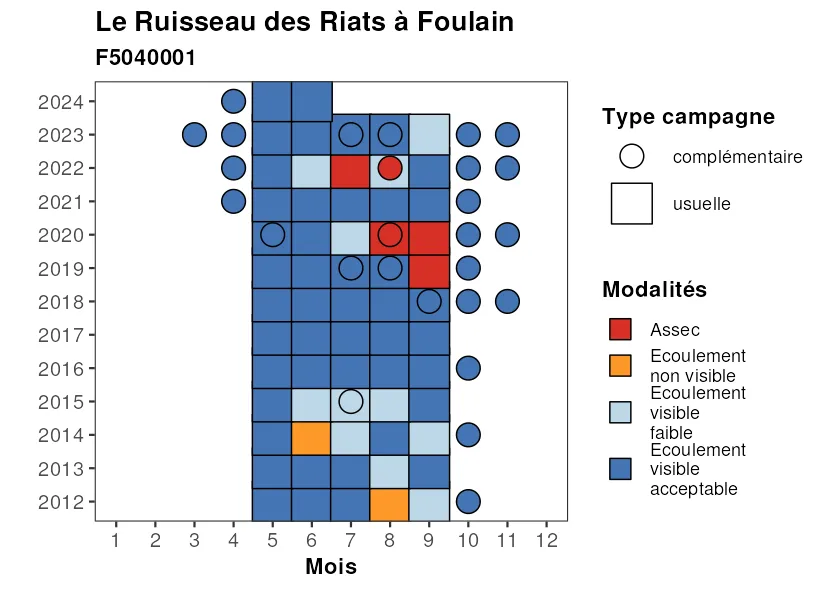 Le Ruisseau des Riats à Foulain
F5040001
2024
2023
2022
2021
2020
2019
2018
2017
2016
2015
2014
2013
2012
1 2 3 4 5 6 7 8 9 10 11 12
Mois
Type campagne
complémentaire
usuelle
Modalités
Assec
Ecoulement
non visible
Ecoulement
visible
faible
Ecoulement
visible
acceptable